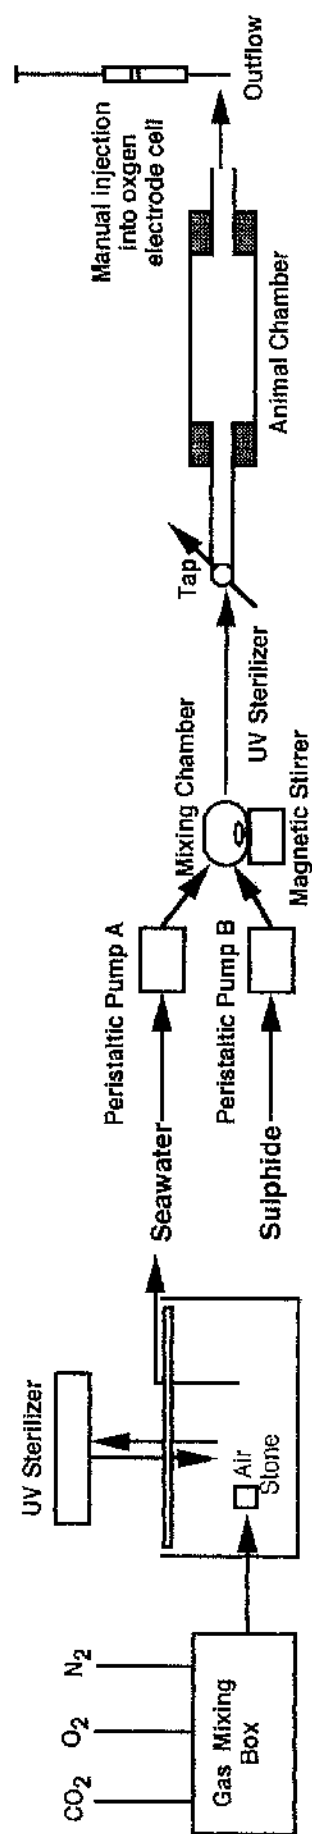 CO2
O2
N2
Gas Mixing
Box
UV Sterilizer
Air
Stone
Seawater
Sulphide
Peristaltic Pump A
Peristaltic Pump B
Mixing Chamber
Magnetic Stirrer
UV Sterilizer
Tap
Animal Chamber
Manual injection
into oxgen
electrode cell
Outflow